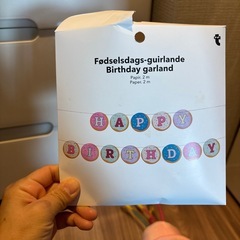 Fødselsdags-guirlande
Birthday garland
Papir. 2 m
Paper. 2 m
HAPPY
BIRTHDAY